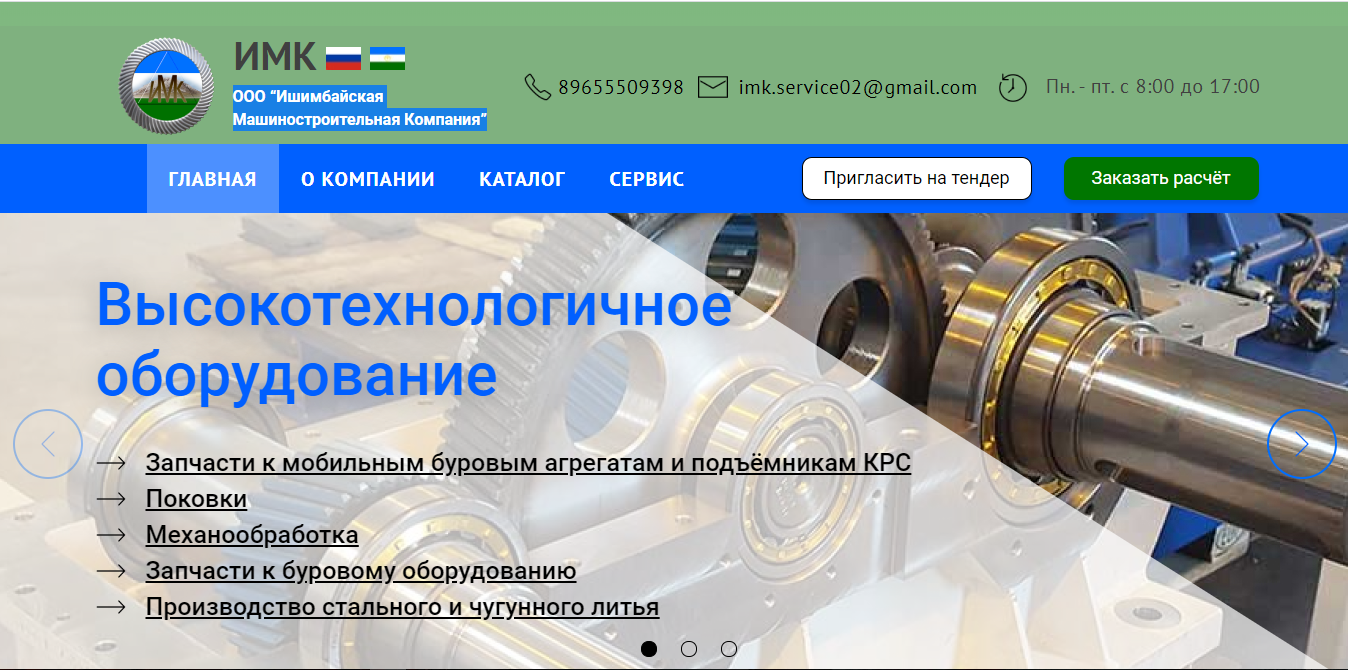 ИМК
ООО “Ишимбайская
Машиностроительная Компания”
89655509398
imk.service02@gmail.com
Пн. - пт. с 8:00 до 17:00
ИМК
ГЛАВНАЯ
О КОМПАНИИ
КАТАЛОГ
СЕРВИС
Пригласить на тендер
Заказать расчёт
Высокотехнологичное
оборудование
Запчасти к мобильным буровым агрегатам и подъёмникам КРС
Поковки
Механообработка
Запчасти к буровому оборудованию
Производство стального и чугунного литья